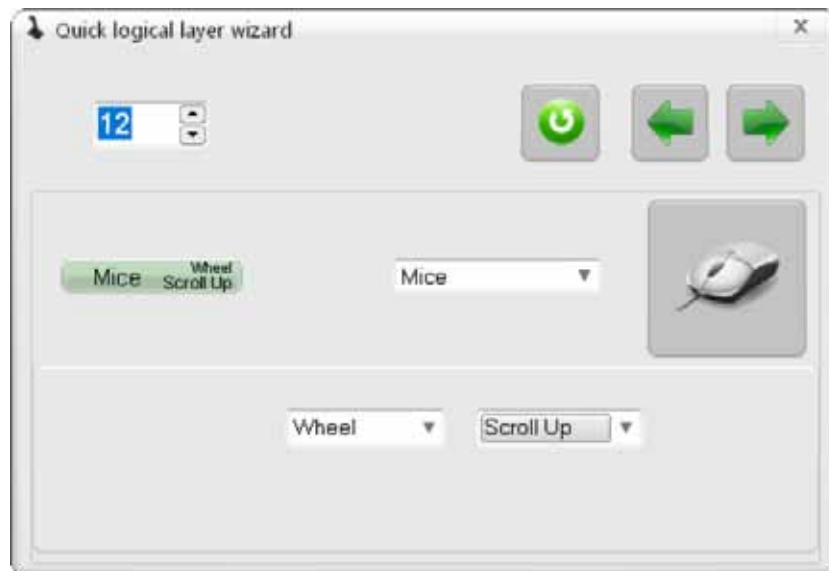 Quick logical layer wizard
12
Mice Wheel Scroll Up
Mice
Wheel
Scroll Up